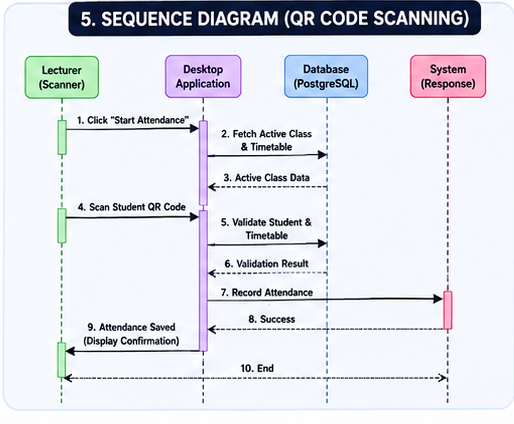 5. SEQUENCE DIAGRAM (QR CODE SCANNING)
Lecturer
(Scanner)
Desktop
Application
Database
(PostgreSQL)
System
(Response)
1. Click "Start Attendance"
2. Fetch Active Class
& Timetable
3. Active Class Data
4. Scan Student QR Code
5. Validate Student &
Timetable
6. Validation Result
7. Record Attendance
8. Success
9. Attendance Saved
(Display Confirmation)
10. End